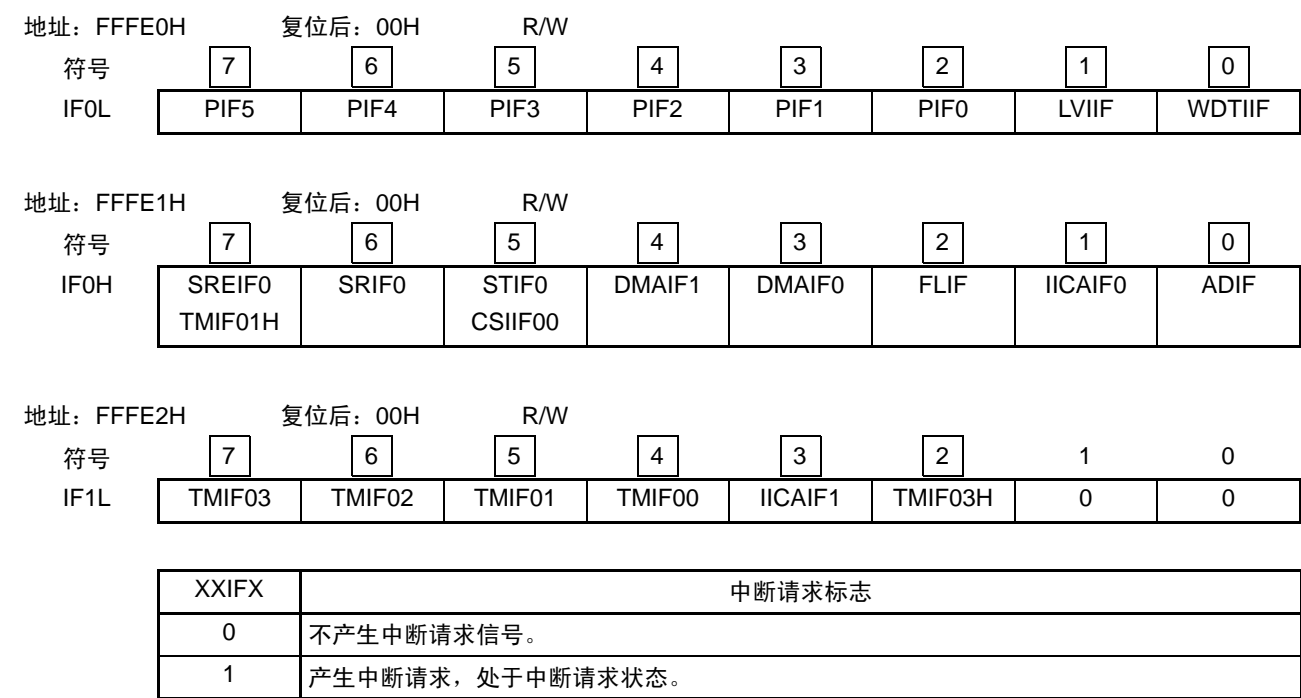 地址：FFFE0H 复位后：00H R/W
符号 7 6 5 4 3 2 1 0
IF0L PIF5 PIF4 PIF3 PIF2 PIF1 PIF0 LVIIF WDTIIF
地址：FFFE1H 复位后：00H R/W
符号 7 6 5 4 3 2 1 0
IF0H SREIF0 SRIF0 STIF0 DMAIF1 DMAIF0 FLIF IICAIF0 ADIF
TMIF01H CSIIF00
地址：FFFE2H 复位后：00H R/W
符号 7 6 5 4 3 2 1 0
IF1L TMIF03 TMIF02 TMIF01 TMIF00 IICAIF1 TMIF03H 0 0
XXIFX 中断请求标志
0 不产生中断请求信号。
1 产生中断请求，处于中断请求状态。